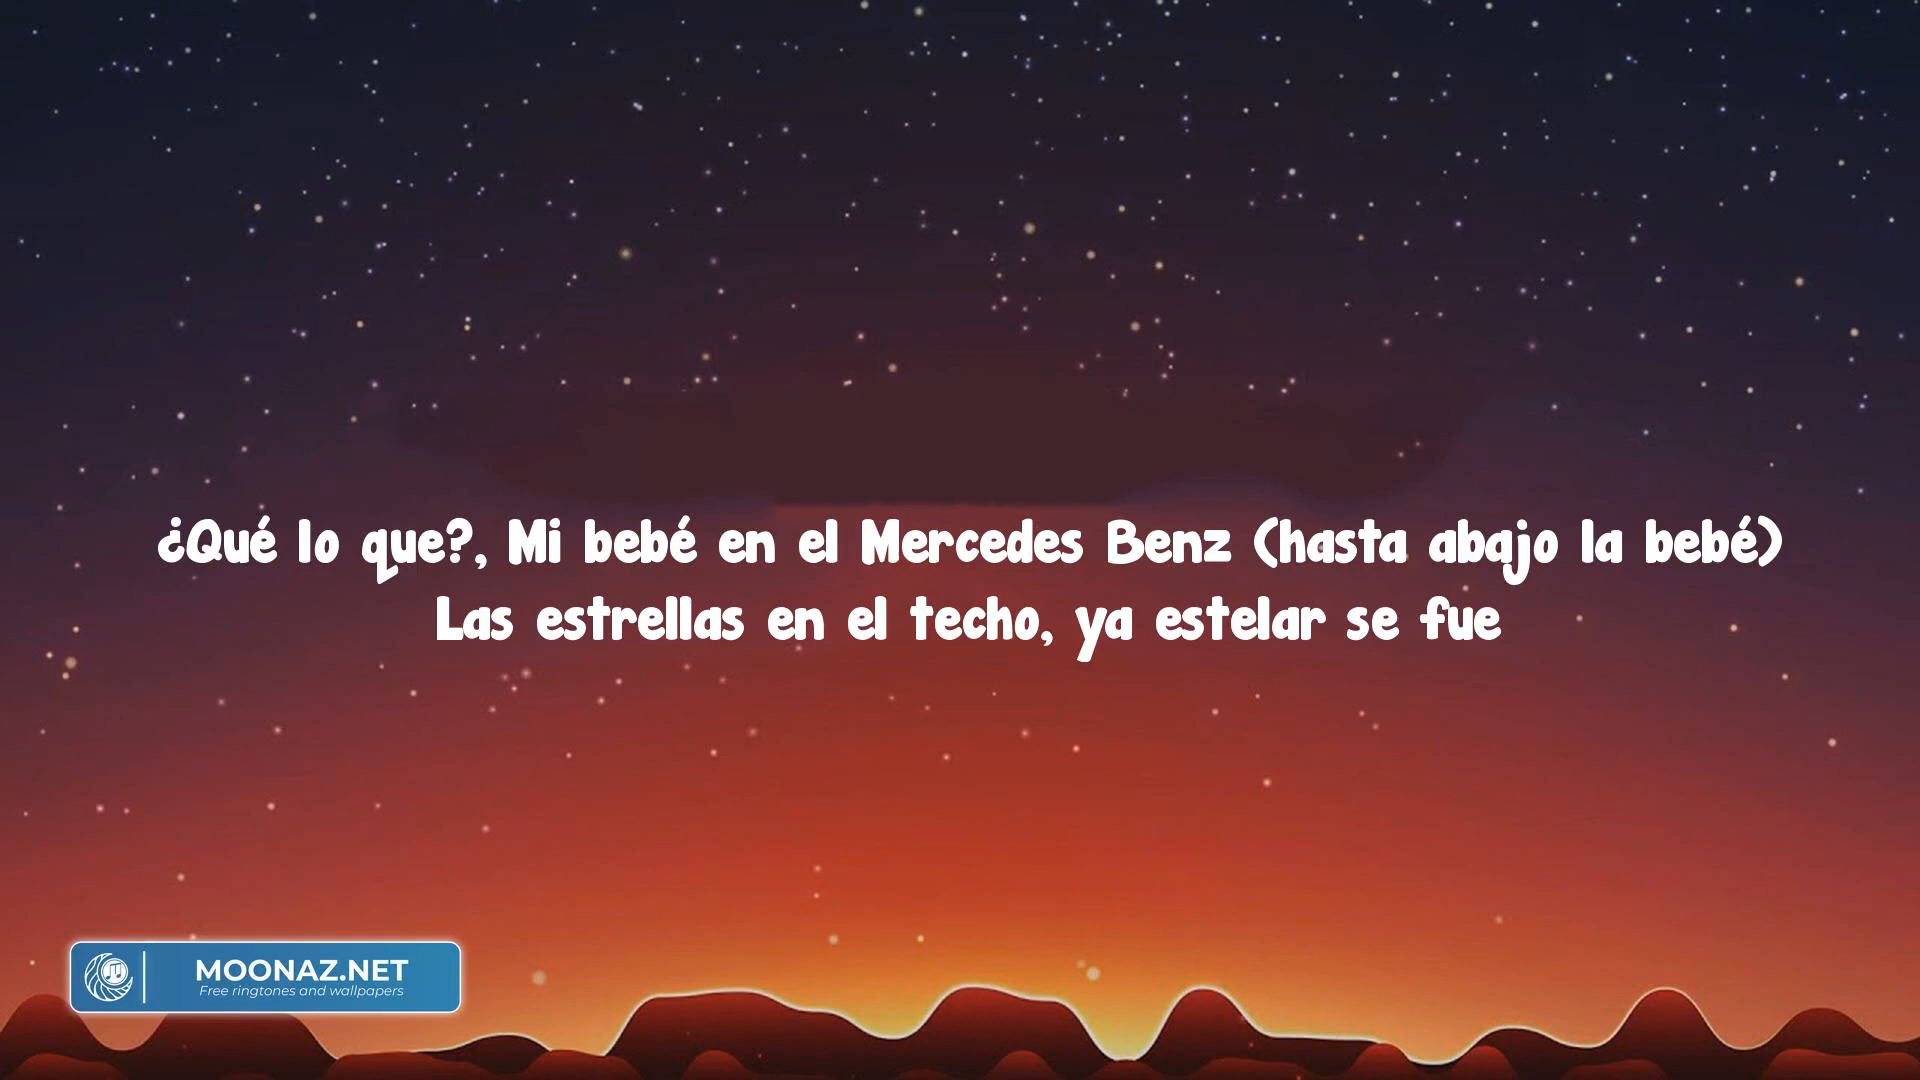 ¿Qué lo que?, Mi bebé en el Mercedes Benz (hasta abajo la bebé)
Las estrellas en el techo, ya estelar se fue
MOONAZ.NET
Free ringtones and wallpapers